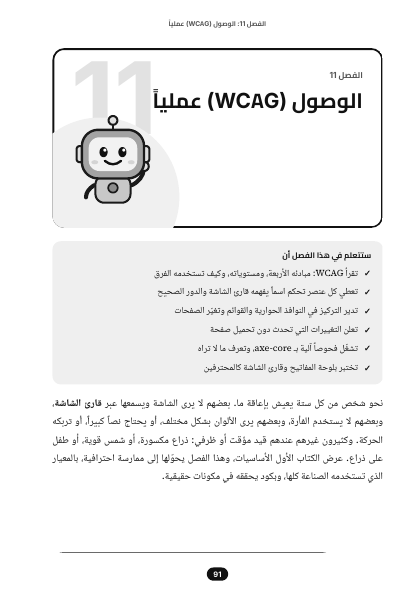 الفصل 11: الوصول (WCAG) عملياً
11
الفصل 11
الوصول (WCAG) عملياً
ستتعلم في هذا الفصل أن
✔ تقرأ WCAG: مبادئه الأربعة، ومستوياته، وكيف تستخدمه الفرق
✔ تعطي كل عنصر تحكم اسماً يفهمه قارئ الشاشة والدور الصحيح
✔ تدير التركيز في النوافذ الحوارية والقوائم وتغيّر الصفحات
✔ تعلن التغييرات التي تحدث دون تحميل صفحة
✔ تشغّل فحوصاً آلية بـ axe-core، وتعرف ما لا تراه
✔ تختبر بلوحة المفاتيح وقارئ الشاشة كالمحترفين
نحو شخص من كل ستة يعيش بإعاقة ما. بعضهم لا يرى الشاشة ويسمعها عبر قارئ الشاشة،
وبعضهم لا يستخدم الفأرة، وبعضهم يرى الألوان بشكل مختلف، أو يحتاج نصاً كبيراً، أو تربكه
الحركة. وكثيرون غيرهم عندهم قيد مؤقت أو ظرفي: ذراع مكسورة، أو شمس قوية، أو طفل
على ذراع. عرض الكتاب الأول الأساسيات، وهذا الفصل يحوّلها إلى ممارسة احترافية، بالمعيار
الذي تستخدمه الصناعة كلها، وبكود يحققه في مكونات حقيقية.
91